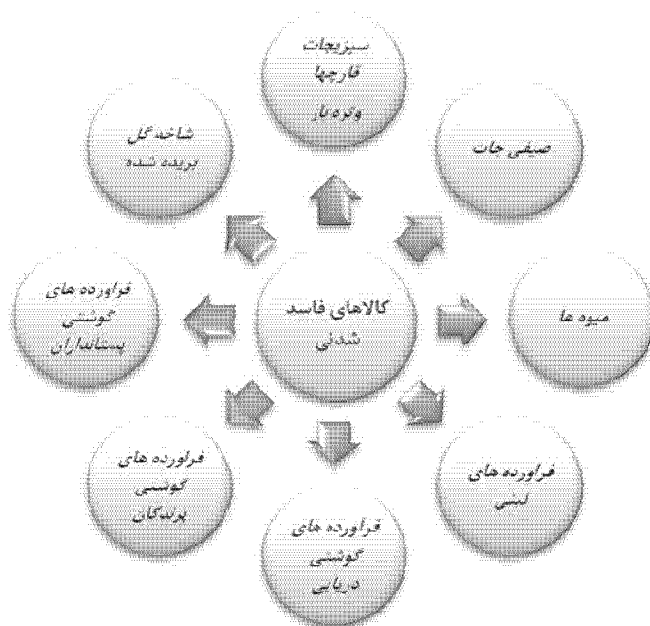 سبزیجات
قارچها
وتره بار
صیفی جات
میوه ها
فراورده های
لبنی
فرآورده های
گوشتی
دریایی
فراورده های
گوشتی
پرندگان
فراورده های
گوشتی
پستانداران
شاخه گل
بریده شده
کالاهای فاسد
شدنی